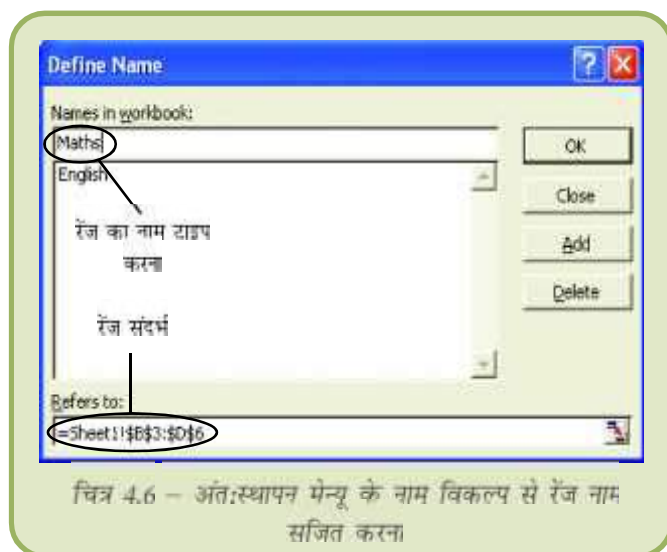 Define Name
Names in workbook:
Maths
OK
English
Close
रेंज का नाम टाइप
करना
Add
Delete
रेंज संदर्भ
Refers to:
=Sheet1!$B$3:$D$6
चित्र 4.6 – अंत:स्थापन मेन्यू के नाम विकल्प से रेंज नाम
सृजित करना